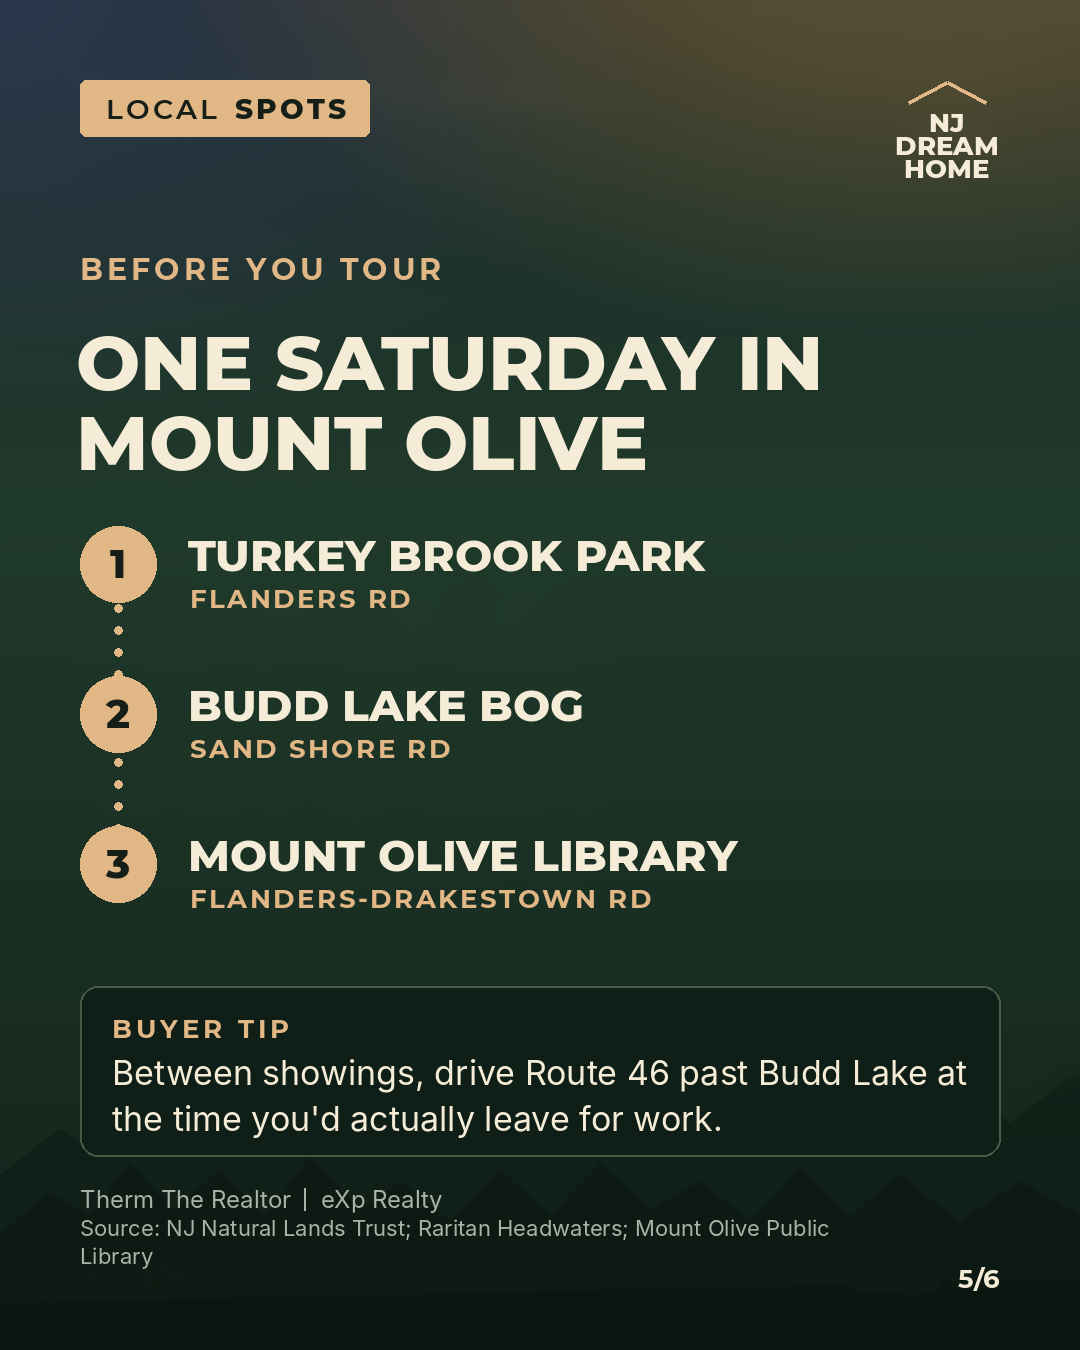 LOCAL SPOTS
NJ
DREAM
HOME
BEFORE YOU TOUR
ONE SATURDAY IN
MOUNT OLIVE
1
TURKEY BROOK PARK
FLANDERS RD
2
BUDD LAKE BOG
SAND SHORE RD
3
MOUNT OLIVE LIBRARY
FLANDERS-DRAKESTOWN RD
BUYER TIP
Between showings, drive Route 46 past Budd Lake at
the time you'd actually leave for work.
Therm The Realtor | eXp Realty
Source: NJ Natural Lands Trust; Raritan Headwaters; Mount Olive Public
Library
5/6